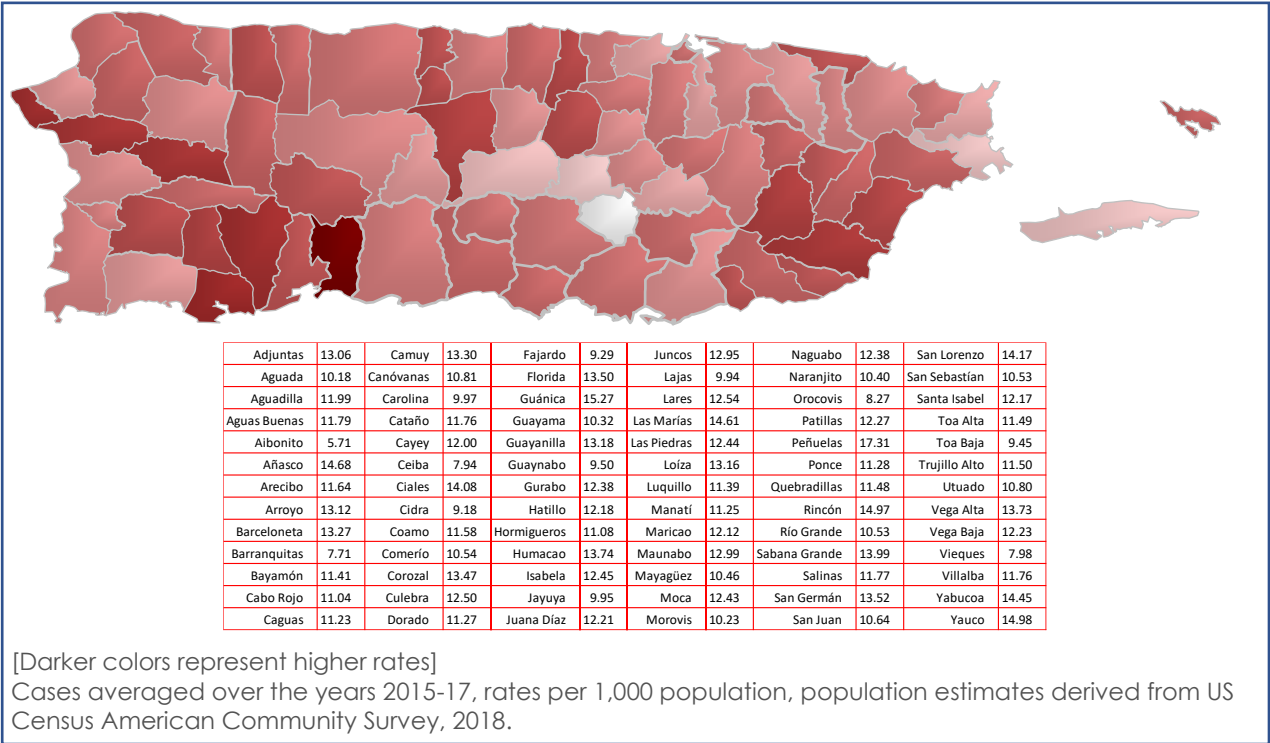 Adjuntas 13.06 Camuy 13.30 Fajardo 9.29 Juncos 12.95 Naguabo 12.38 San Lorenzo 14.17
Aguada 10.18 Canóvanas 10.81 Florida 13.50 Lajas 9.94 Naranjito 10.40 San Sebastían 10.53
Aguadilla 11.99 Carolina 9.97 Guánica 15.27 Lares 12.54 Orocovis 8.27 Santa Isabel 12.17
Aguas Buenas 11.79 Cataño 11.76 Guayama 10.32 Las Marías 14.61 Patillas 12.27 Toa Alta 11.49
Aibonito 5.71 Cayey 12.00 Guayanilla 13.18 Las Piedras 12.44 Peñuelas 17.31 Toa Baja 9.45
Añasco 14.68 Ceiba 7.94 Guaynabo 9.50 Loíza 13.16 Ponce 11.28 Trujillo Alto 11.50
Arecibo 11.64 Ciales 14.08 Gurabo 12.38 Luquillo 11.39 Quebradillas 11.48 Utuado 10.80
Arroyo 13.12 Cidra 9.18 Hatillo 12.18 Manatí 11.25 Rincón 14.97 Vega Alta 13.73
Barceloneta 13.27 Coamo 11.58 Hormigueros 11.08 Maricao 12.12 Río Grande 10.53 Vega Baja 12.23
Barranquitas 7.71 Comerío 10.54 Humacao 13.74 Maunabo 12.99 Sabana Grande 13.99 Vieques 7.98
Bayamón 11.41 Corozal 13.47 Isabela 12.45 Mayagüez 10.46 Salinas 11.77 Villalba 11.76
Cabo Rojo 11.04 Culebra 12.50 Jayuya 9.95 Moca 12.43 San Germán 13.52 Yabucoa 14.45
Caguas 11.23 Dorado 11.27 Juana Díaz 12.21 Morovis 10.23 San Juan 10.64 Yauco 14.98
[Darker colors represent higher rates]
Cases averaged over the years 2015-17, rates per 1,000 population, population estimates derived from US
Census American Community Survey, 2018.